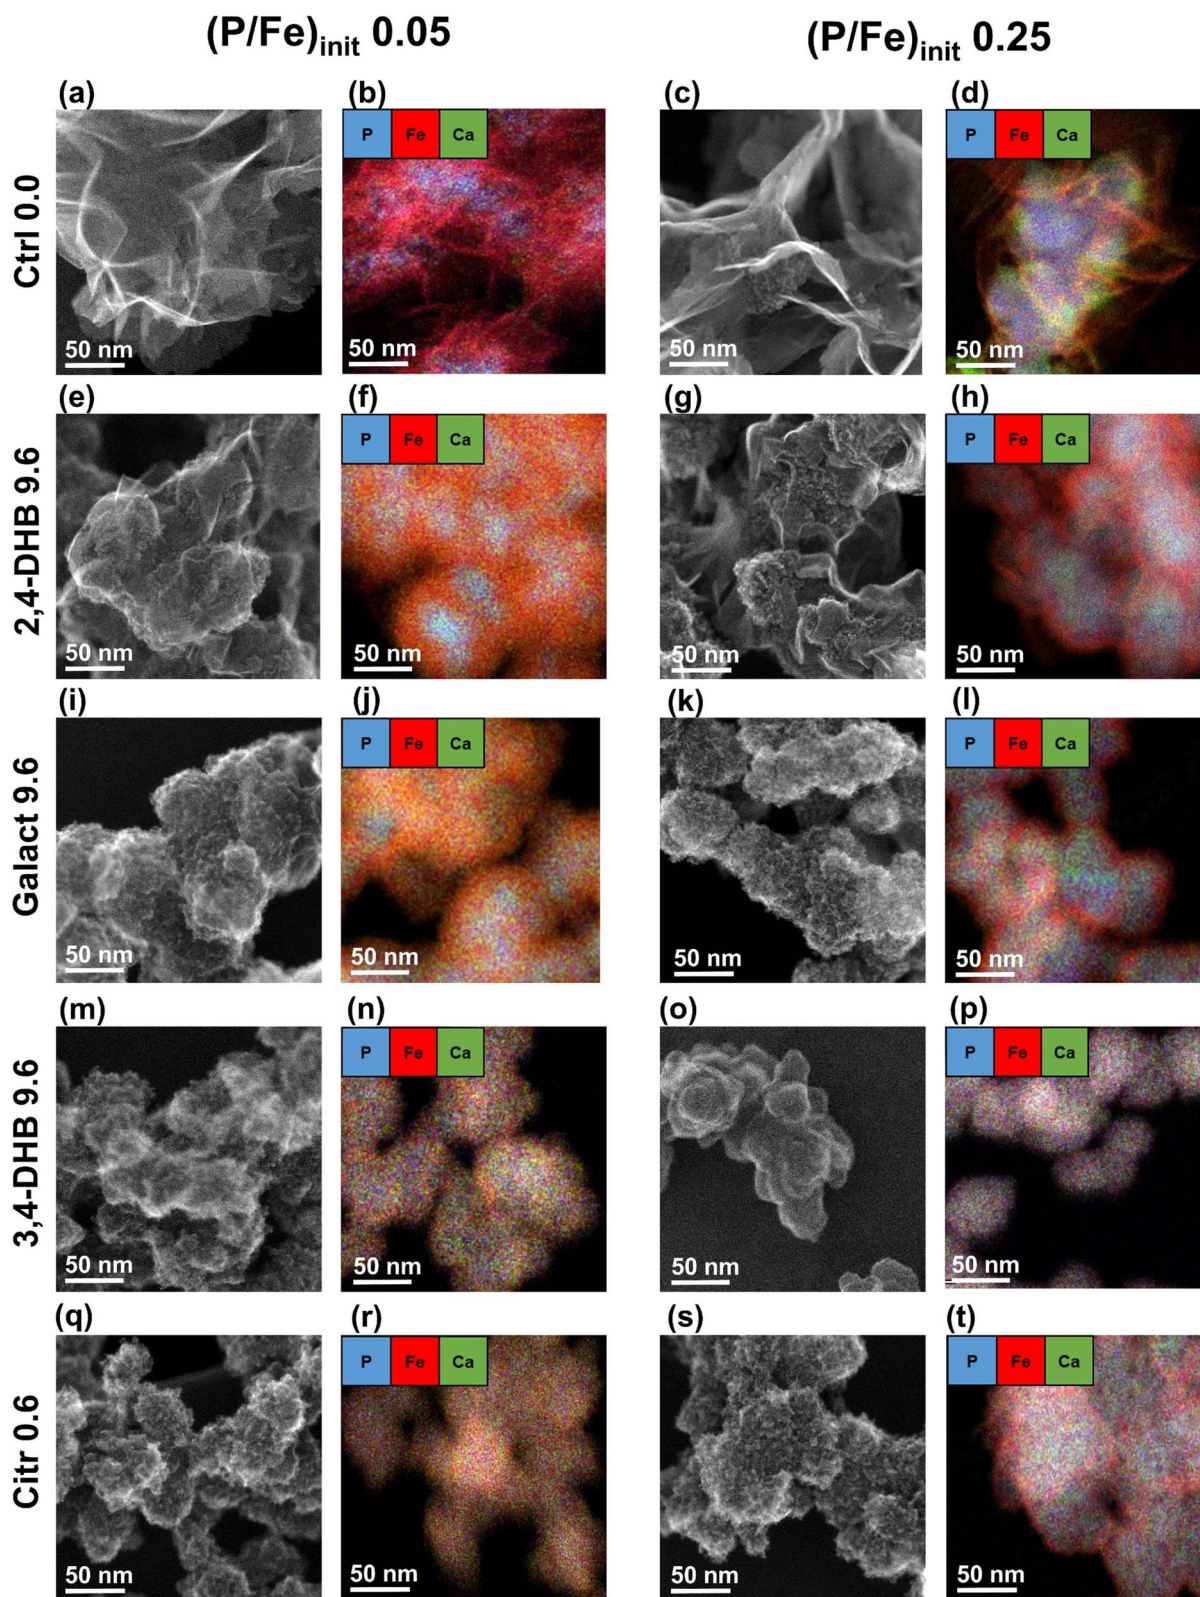 (P/Fe)init 0.05 (P/Fe)init 0.25
Ctrl 0.0
(a) (b) (c) (d)
P Fe Ca P Fe Ca
50 nm 50 nm 50 nm 50 nm
2,4-DHB 9.6
(e) (f) (g) (h)
P Fe Ca P Fe Ca
50 nm 50 nm 50 nm 50 nm
Galact 9.6
(i) (j) (k) (l)
P Fe Ca P Fe Ca
50 nm 50 nm 50 nm 50 nm
3,4-DHB 9.6
(m) (n) (o) (p)
P Fe Ca P Fe Ca
50 nm 50 nm 50 nm 50 nm
Citr 0.6
(q) (r) (s) (t)
P Fe Ca P Fe Ca
50 nm 50 nm 50 nm 50 nm